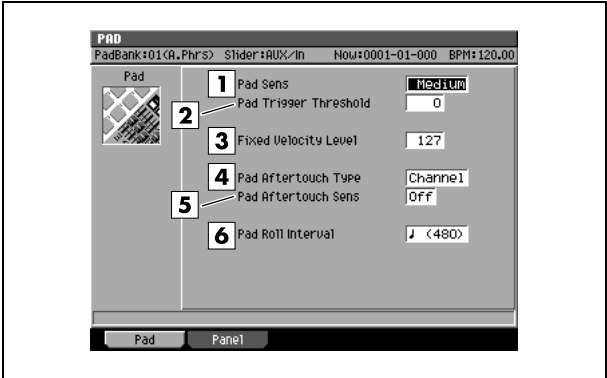 PAD
PadBank:01(A.Phrs) Slider:AUX/In Now:0001-01-000 BPM:120.00
Pad
1 Pad Sens Medium
2 Pad Trigger Threshold 0
3 Fixed Velocity Level 127
4 Pad Aftertouch Type Channel
5 Pad Aftertouch Sens Off
6 Pad Roll Interval ♩ (480)
Pad Panel